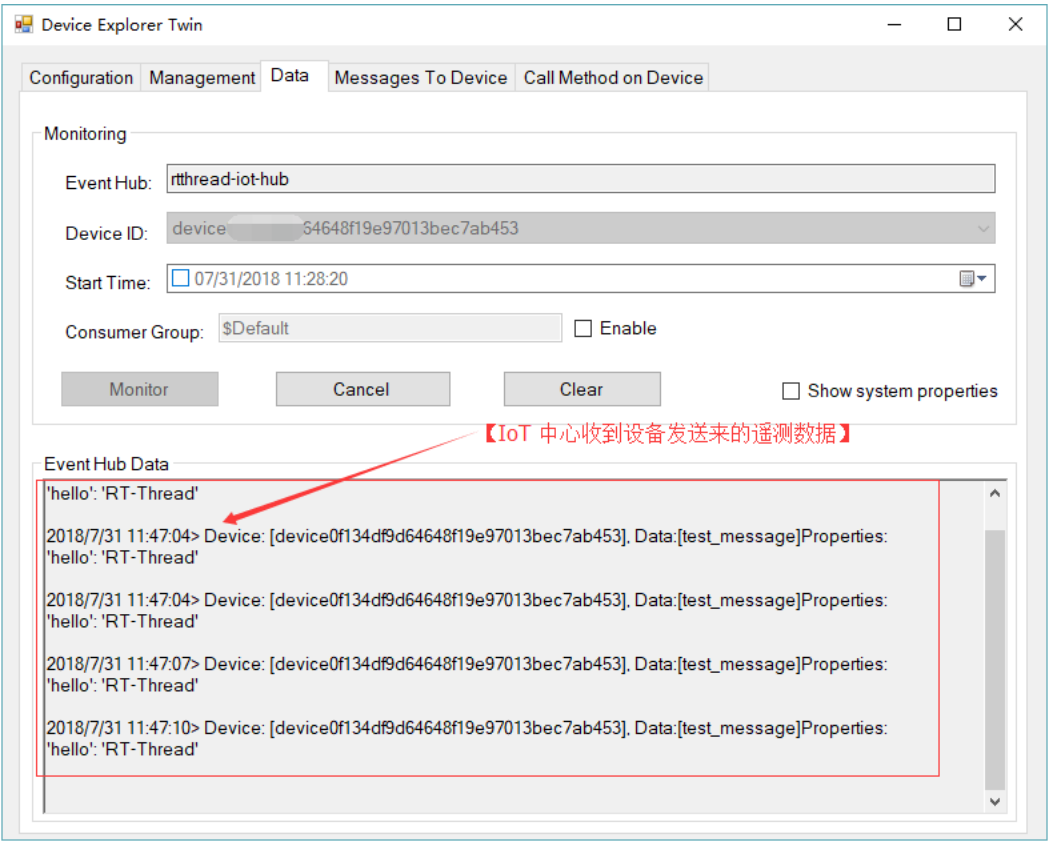 Device Explorer Twin
Configuration Management Data Messages To Device Call Method on Device
Monitoring
Event Hub: rtthread-iot-hub
Device ID: device 64648f19e97013bec7ab453
Start Time: 07/31/2018 11:28:20
Consumer Group: $Default Enable
Monitor Cancel Clear Show system properties
【IoT 中心收到设备发送来的遥测数据】
Event Hub Data
'hello': 'RT-Thread'
2018/7/31 11:47:04> Device: [device0f134df9d64648f19e97013bec7ab453], Data:[test_message]Properties:
'hello': 'RT-Thread'
2018/7/31 11:47:04> Device: [device0f134df9d64648f19e97013bec7ab453], Data:[test_message]Properties:
'hello': 'RT-Thread'
2018/7/31 11:47:07> Device: [device0f134df9d64648f19e97013bec7ab453], Data:[test_message]Properties:
'hello': 'RT-Thread'
2018/7/31 11:47:10> Device: [device0f134df9d64648f19e97013bec7ab453], Data:[test_message]Properties:
'hello': 'RT-Thread'